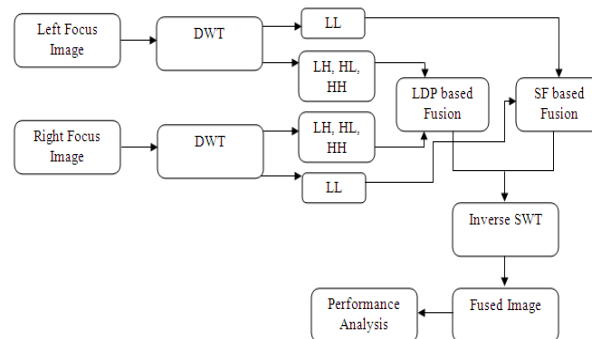 Left Focus
Image
DWT
LL
LH, HL,
HH
LDP based
Fusion
SF based
Fusion
Right Focus
Image
DWT
LH, HL,
HH
LL
Inverse SWT
Performance
Analysis
Fused Image